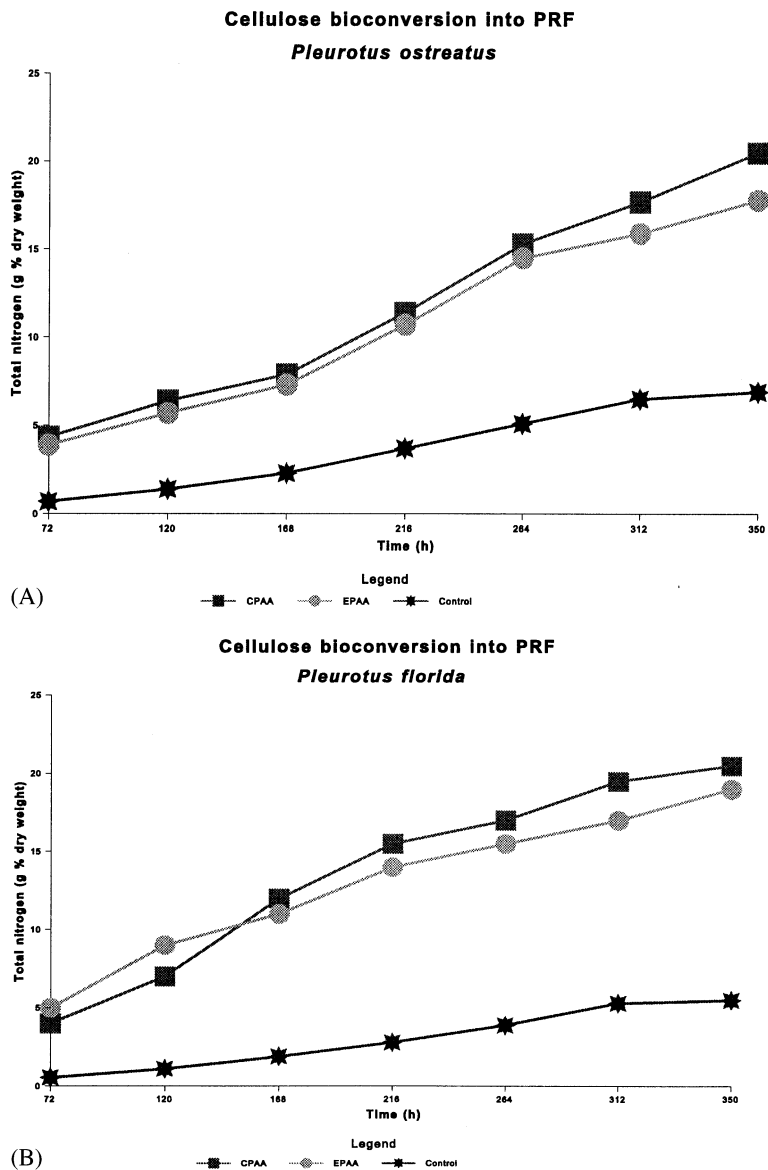 Cellulose bioconversion into PRF
Pleurotus ostreatus
25
20
15
10
5
0
Total nitrogen (g % dry weight)
72 120 168 216 264 312 350
Time (h)
Legend
CPAA EPAA Control
(A)
Cellulose bioconversion into PRF
Pleurotus florida
25
20
15
10
5
0
Total nitrogen (g % dry weight)
72 120 168 216 264 312 350
Time (h)
Legend
CPAA EPAA Control
(B)